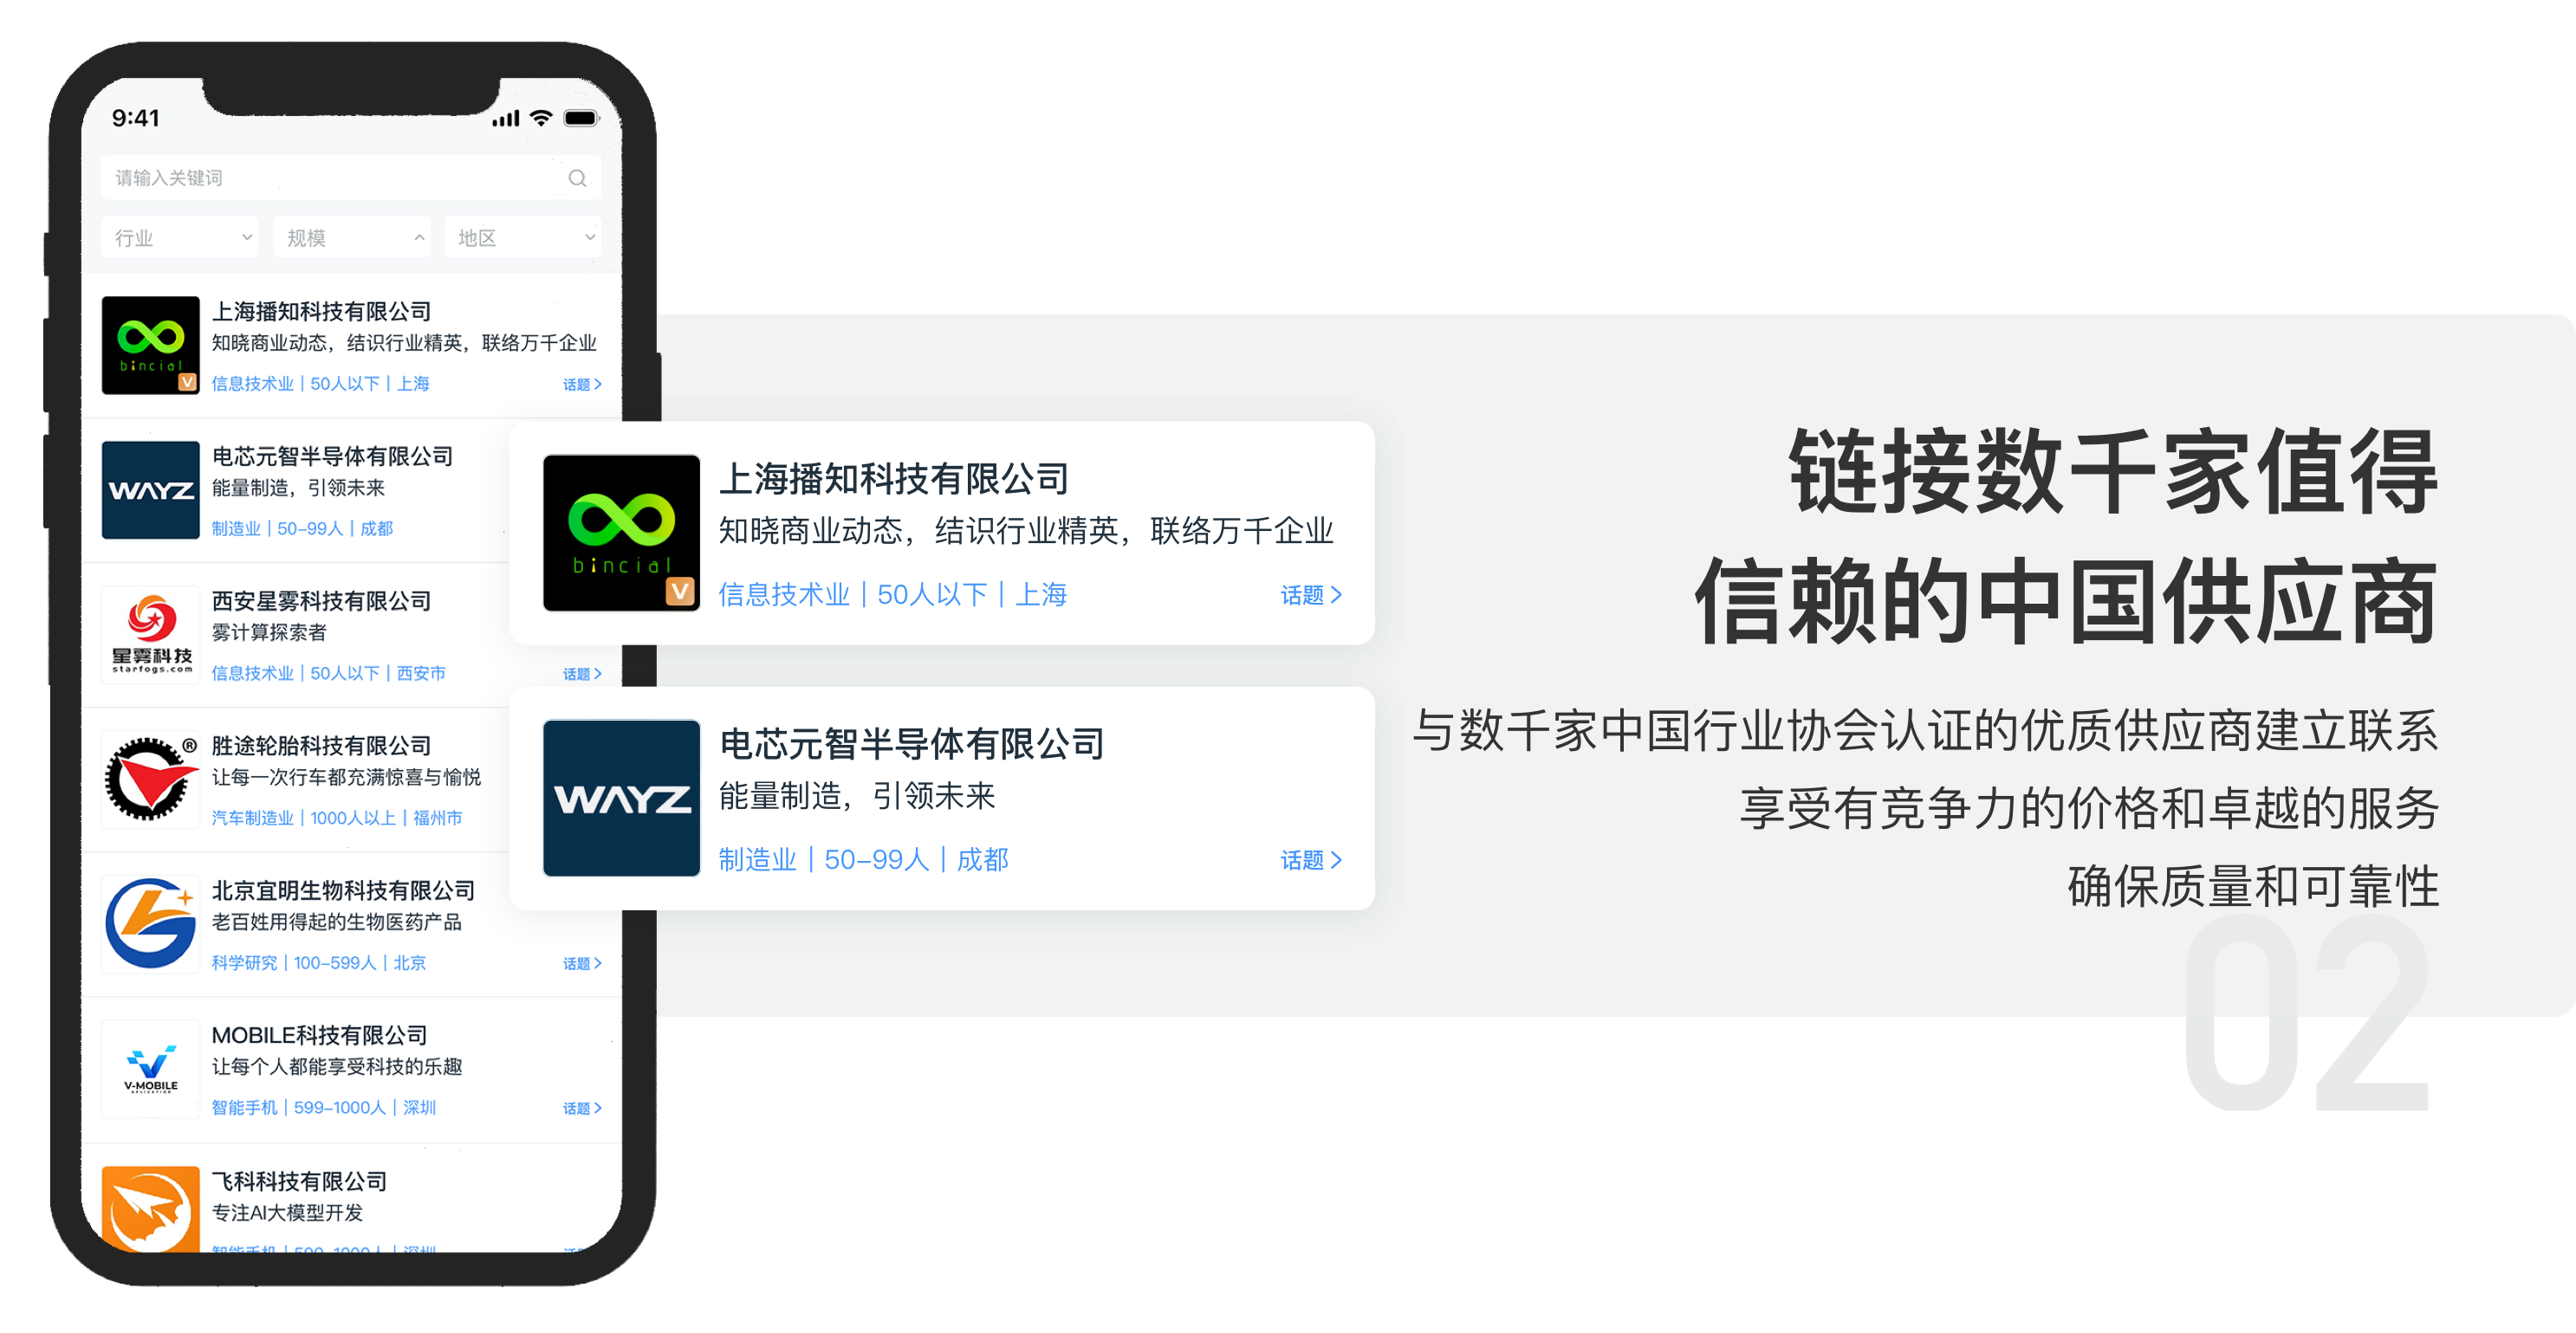 9:41
请输入关键词
行业
规模
地区
bincial
V
上海播知科技有限公司
知晓商业动态，结识行业精英，联络万千企业
信息技术业｜50人以下｜上海
话题
WAYZ
电芯元智半导体有限公司
能量制造，引领未来
制造业｜50-99人｜成都
星雾科技
starfogs.com
西安星雾科技有限公司
雾计算探索者
信息技术业｜50人以下｜西安市
话题
®
胜途轮胎科技有限公司
让每一次行车都充满惊喜与愉悦
汽车制造业｜1000人以上｜福州市
北京宜明生物科技有限公司
老百姓用得起的生物医药产品
科学研究｜100-599人｜北京
话题
V-MOBILE
MOBILE科技有限公司
让每个人都能享受科技的乐趣
智能手机｜599-1000人｜深圳
话题
飞科科技有限公司
专注AI大模型开发
智能手机｜599-1000人｜深圳
话题
bincial
V
上海播知科技有限公司
知晓商业动态，结识行业精英，联络万千企业
信息技术业｜50人以下｜上海
话题
WAYZ
电芯元智半导体有限公司
能量制造，引领未来
制造业｜50-99人｜成都
话题
链接数千家值得
信赖的中国供应商
与数千家中国行业协会认证的优质供应商建立联系
享受有竞争力的价格和卓越的服务
确保质量和可靠性
02